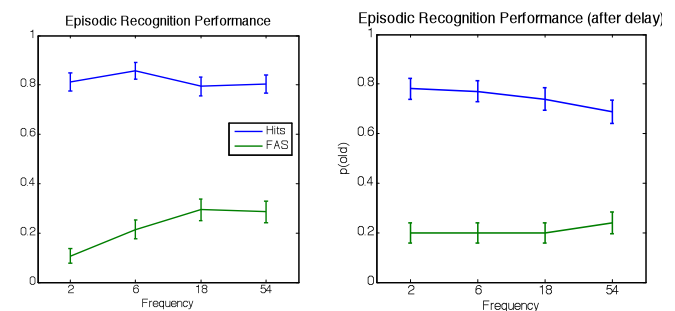 Episodic Recognition Performance
1
0.8
0.6
0.4
0.2
0
2 6 18 54
Frequency
Hits
FAS
Episodic Recognition Performance (after delay)
p(old)
1
0.8
0.6
0.4
0.2
0
2 6 18 54
Frequency